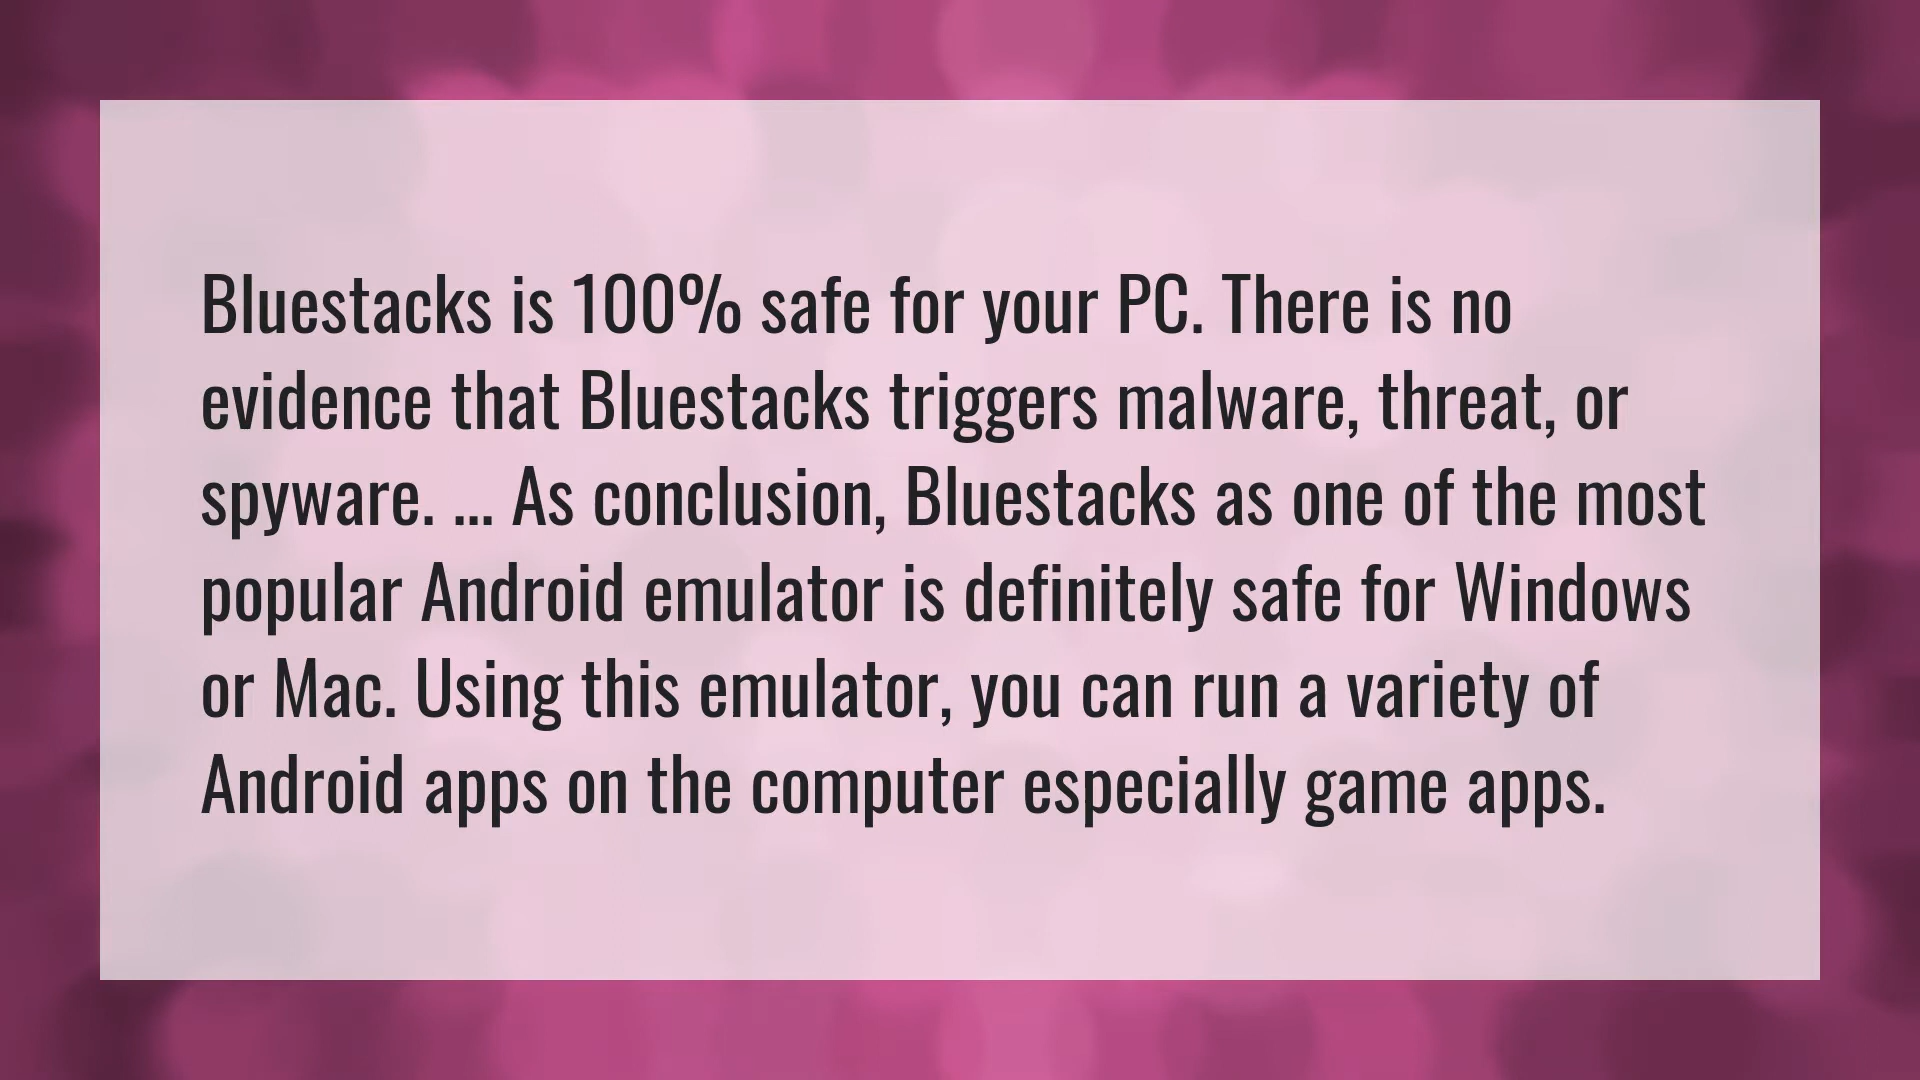 Bluestacks is 100% safe for your PC. There is no
evidence that Bluestacks triggers malware, threat, or
spyware. ... As conclusion, Bluestacks as one of the most
popular Android emulator is definitely safe for Windows
or Mac. Using this emulator, you can run a variety of
Android apps on the computer especially game apps.